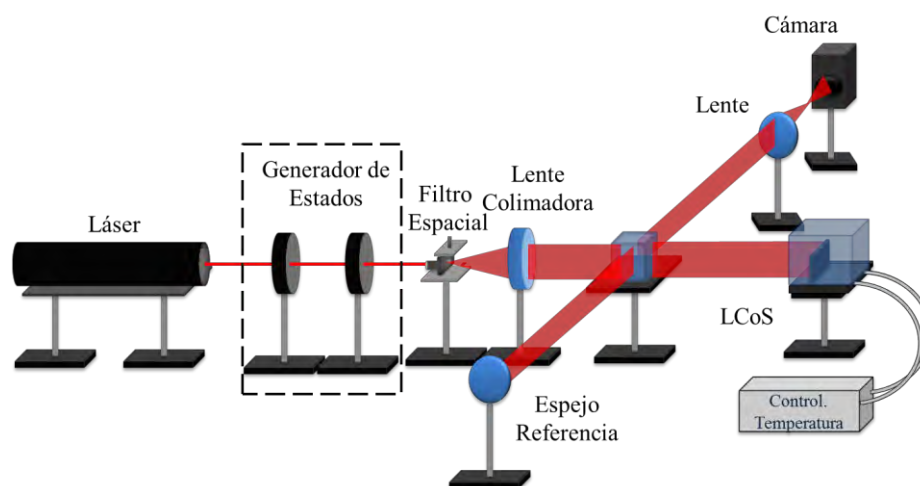 Cámara
Lente
Generador de
Estados
Filtro
Espacial
Lente
Colimadora
Láser
LCoS
Espejo
Referencia
Control.
Temperatura